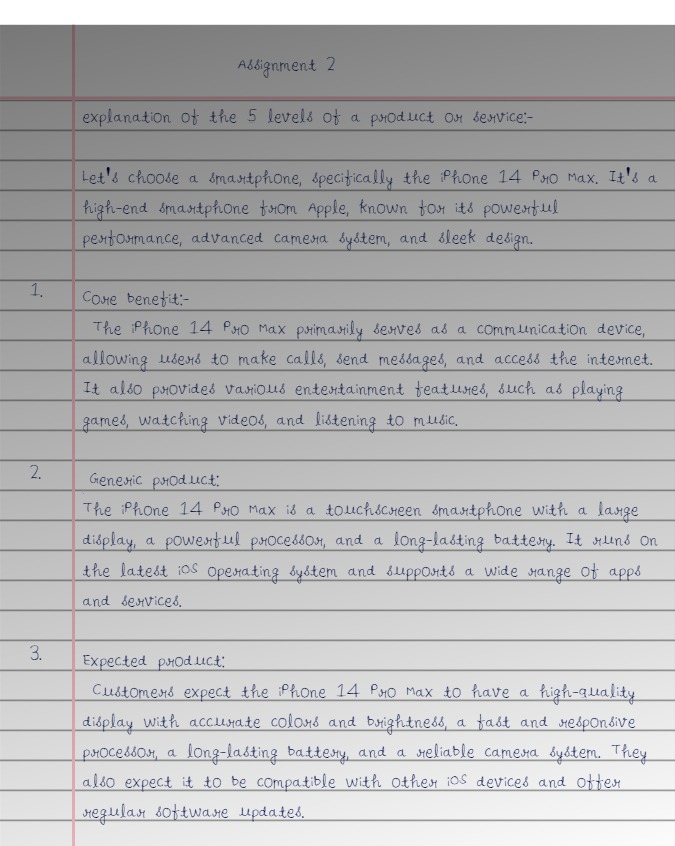 Assignment 2
explanation of the 5 levels of a product or service:-
Let's choose a smartphone, specifically the iPhone 14 Pro Max. It's a
high-end smartphone from Apple, known for its powerful
performance, advanced camera system, and sleek design.
1. Core benefit:-
The iPhone 14 Pro Max primarily serves as a communication device,
allowing users to make calls, send messages, and access the internet.
It also provides various entertainment features, such as playing
games, watching videos, and listening to music.
2. Generic product:
The iPhone 14 Pro Max is a touchscreen smartphone with a large
display, a powerful processor, and a long-lasting battery. It runs on
the latest iOS operating system and supports a wide range of apps
and services.
3. Expected product:
Customers expect the iPhone 14 Pro Max to have a high-quality
display with accurate colors and brightness, a fast and responsive
processor, a long-lasting battery, and a reliable camera system. They
also expect it to be compatible with other iOS devices and offer
regular software updates.